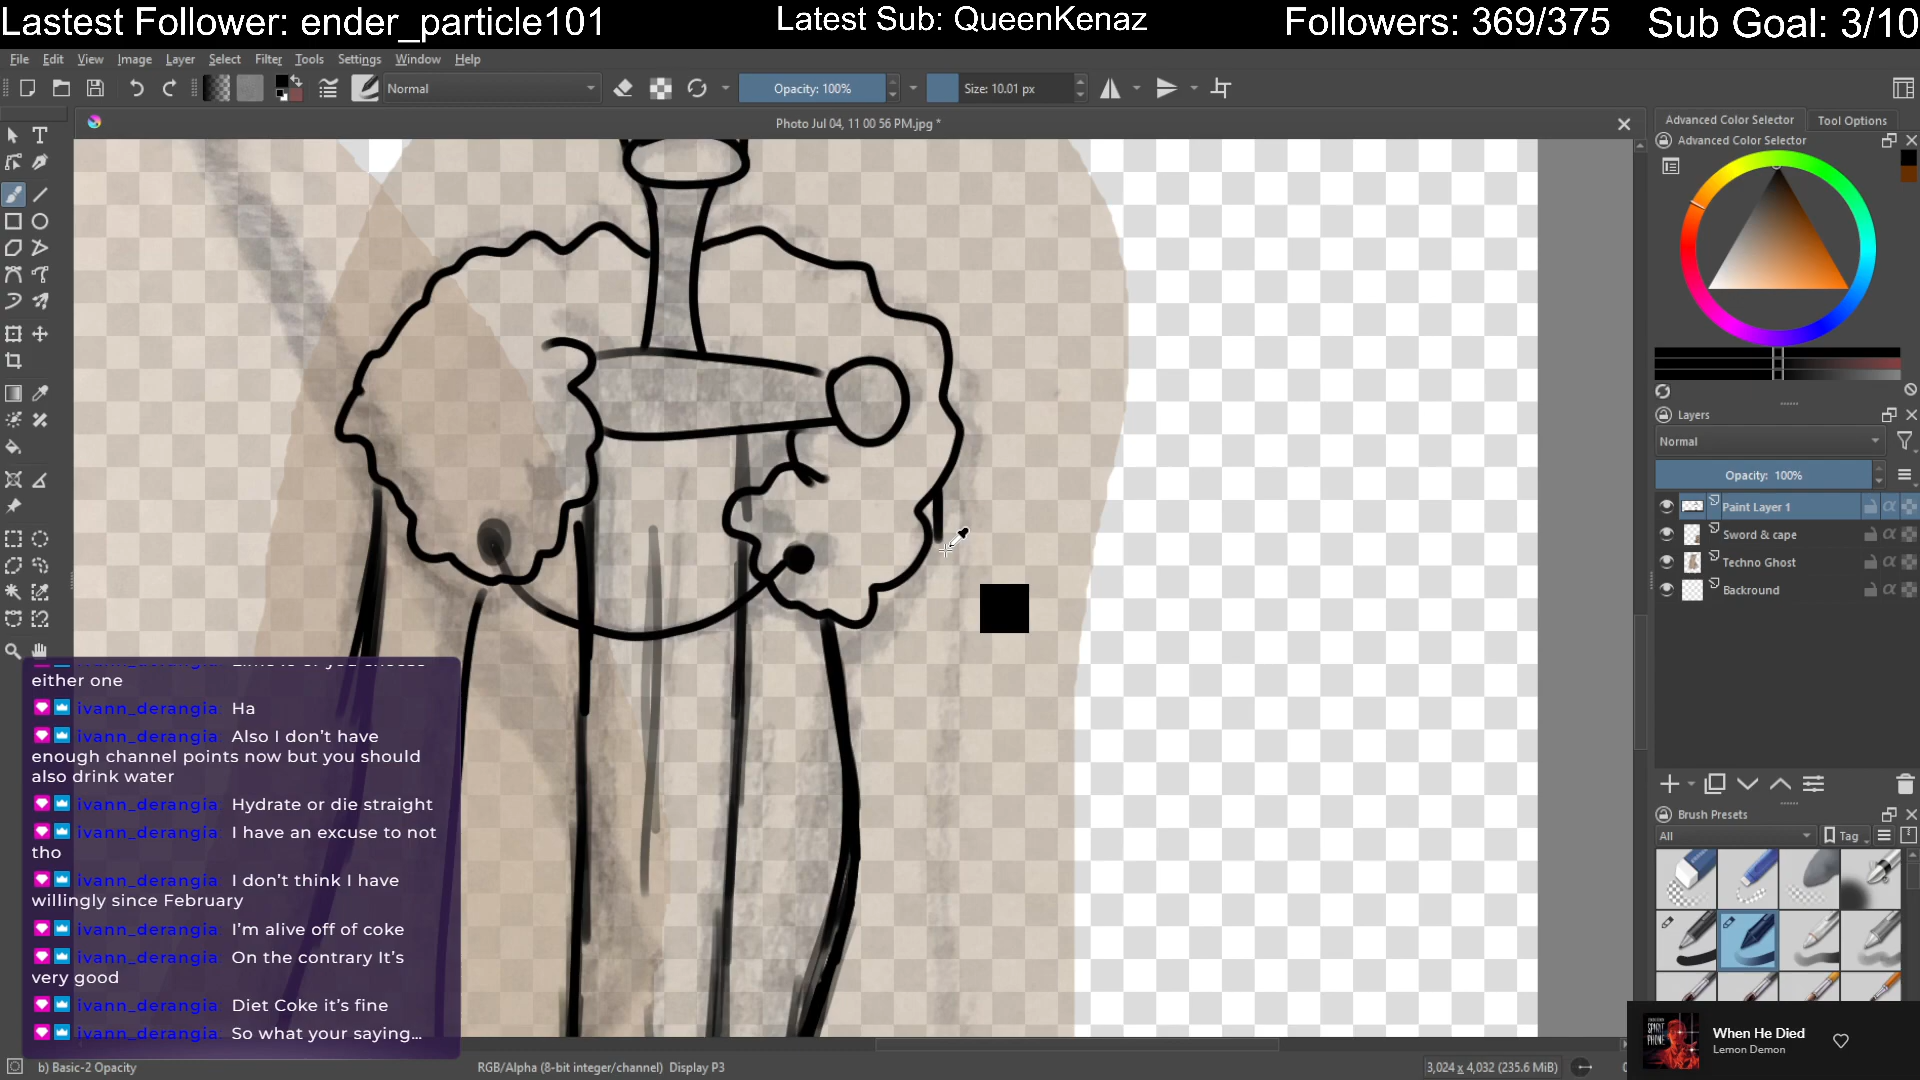 Lastest Follower: ender_particle101
Latest Sub: QueenKenaz
Followers: 369/375
Sub Goal: 3/10
File Edit View Image Layer Select Filter Tools Settings Window Help
Normal
Opacity: 100%
Size: 10.01 px
Photo Jul 04, 11 00 56 PM.jpg *
Advanced Color Selector
Tool Options
Advanced Color Selector
Layers
Normal
Opacity: 100%
Paint Layer 1
Sword & cape
Techno Ghost
Backround
Brush Presets
All
Tag
either one
ivann_derangia: Ha
ivann_derangia: Also I don't have
enough channel points now but you should
also drink water
ivann_derangia: Hydrate or die straight
ivann_derangia: I have an excuse to not
tho
ivann_derangia: I don't think I have
willingly since February
ivann_derangia: I'm alive off of coke
ivann_derangia: On the contrary It's
very good
ivann_derangia: Diet Coke it's fine
ivann_derangia: So what your saying...
When He Died
Lemon Demon
b) Basic-2 Opacity
RGB/Alpha (8-bit integer/channel) Display P3
3,024 x 4,032 (235.6 MiB)